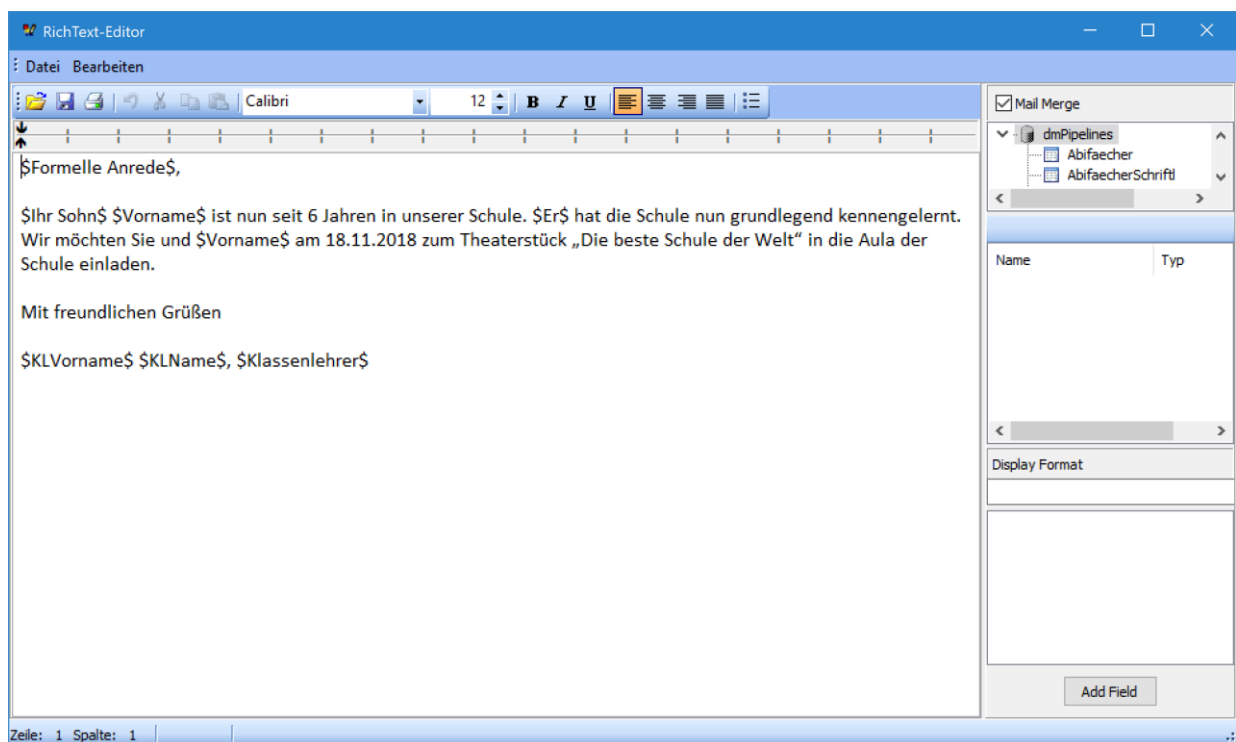 RichText-Editor
Datei Bearbeiten
Calibri 12 B I U
Mail Merge
dmPipelines
Abifaecher
AbifaecherSchriftl
$Formelle Anrede$,
$Ihr Sohn$ $Vorname$ ist nun seit 6 Jahren in unserer Schule. $Er$ hat die Schule nun grundlegend kennengelernt.
Wir möchten Sie und $Vorname$ am 18.11.2018 zum Theaterstück „Die beste Schule der Welt“ in die Aula der
Schule einladen.
Mit freundlichen Grüßen
$KLVorname$ $KLName$, $Klassenlehrer$
Name Typ
Display Format
Add Field
Zeile: 1 Spalte: 1